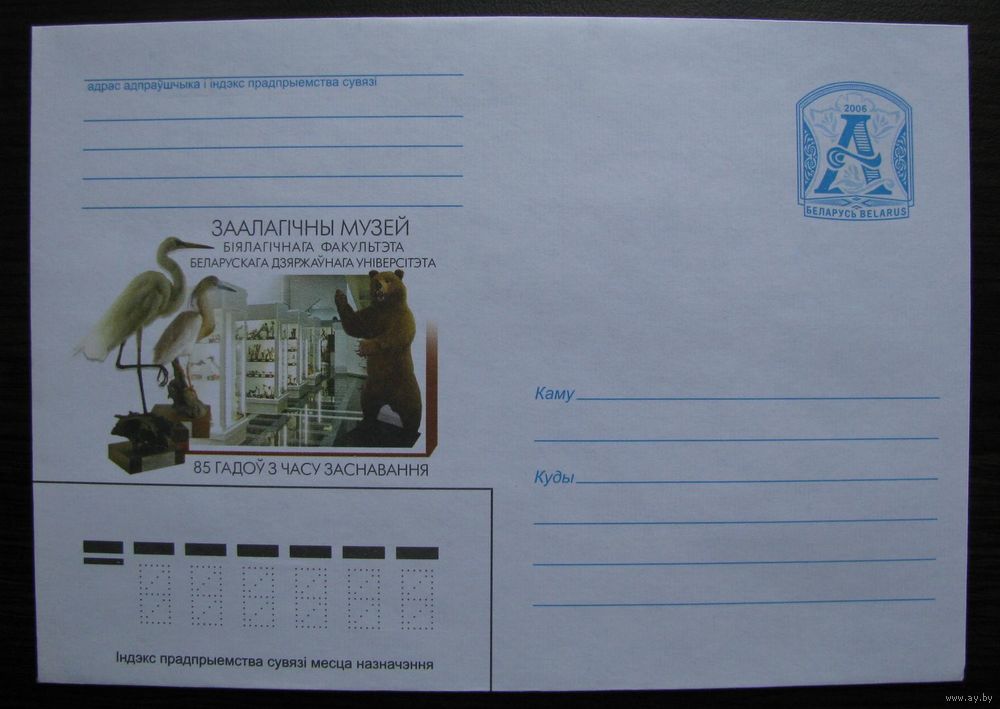 адрас адпраўшчыка і індэкс прадпрыемства сувязі
2006
А
БЕЛАРУСЬ BELARUS
ЗААЛАГІЧНЫ МУЗЕЙ
БІЯЛАГІЧНАГА ФАКУЛЬТЭТА
БЕЛАРУСКАГА ДЗЯРЖАЎНАГА УНІВЕРСІТЭТА
85 ГАДОЎ З ЧАСУ ЗАСНАВАННЯ
Каму
Куды
Індэкс прадпрыемства сувязі месца назначэння
www.ay.by